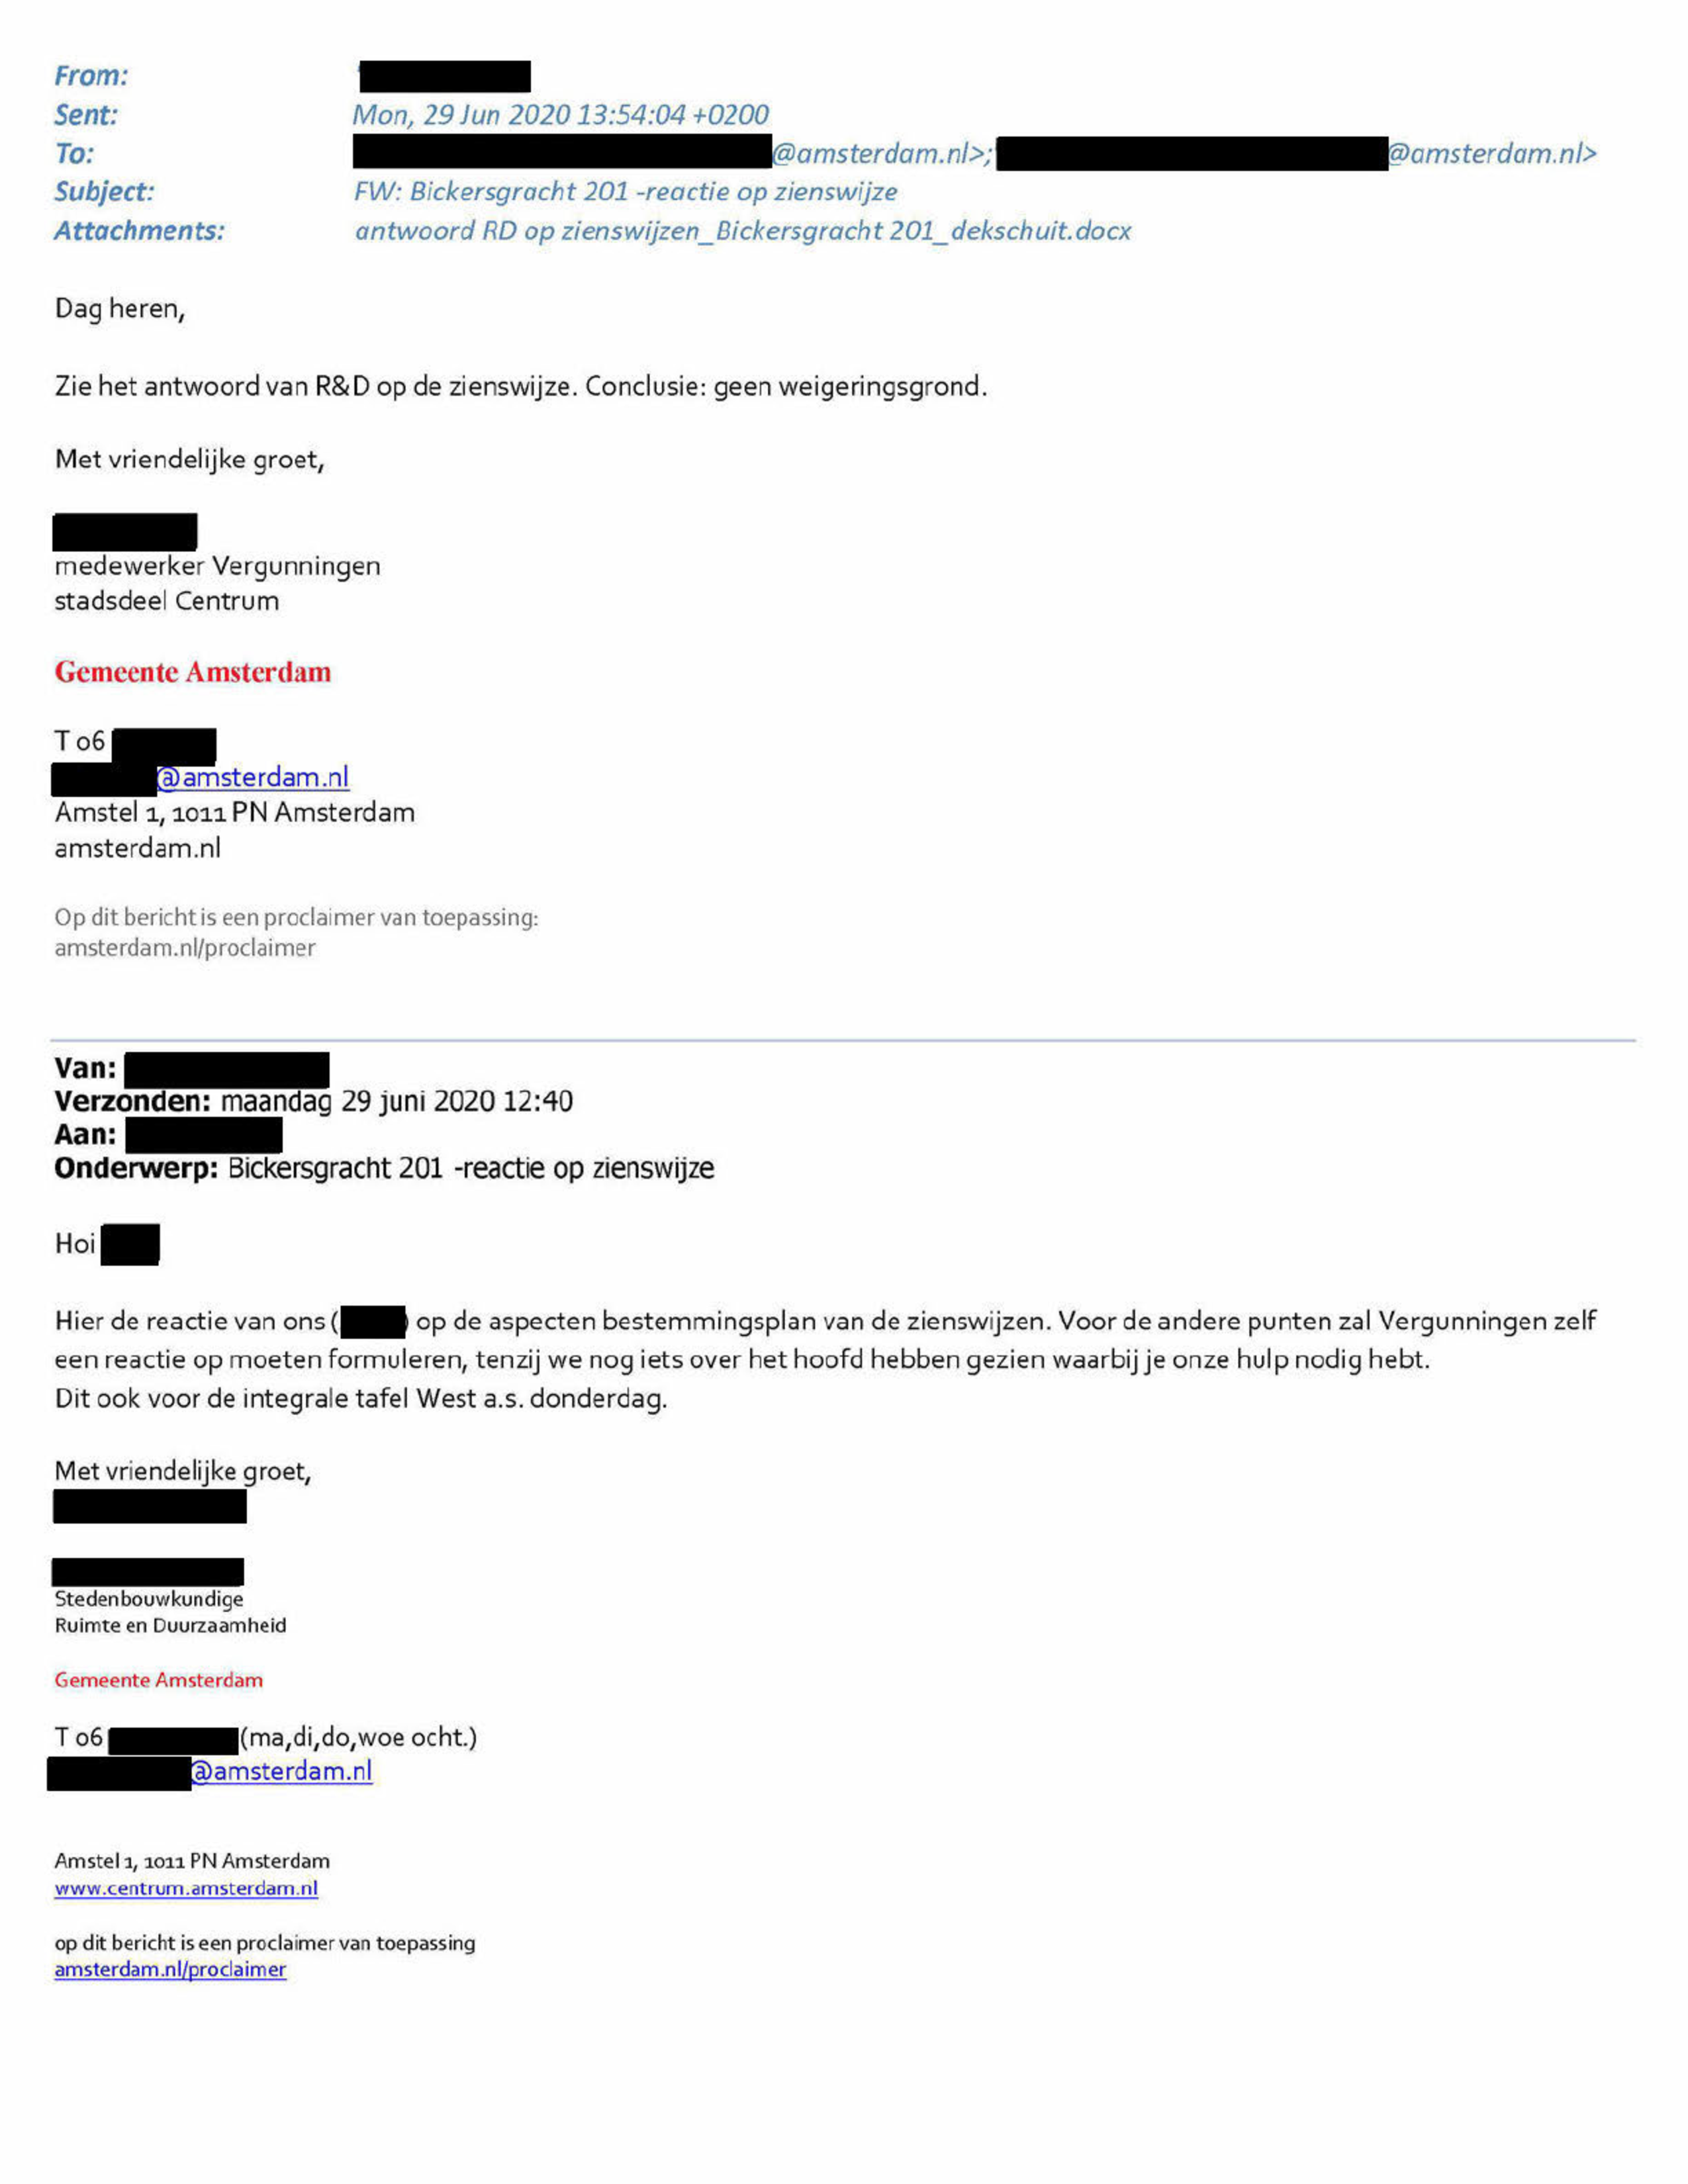 From:
Sent: Mon, 29 Jun 2020 13:54:04 +0200
To: @amsterdam.nl>; @amsterdam.nl>
Subject: FW: Bickersgracht 201 -reactie op zienswijze
Attachments: antwoord RD op zienswijzen_Bickersgracht 201_dekschuit.docx
Dag heren,
Zie het antwoord van R&D op de zienswijze. Conclusie: geen weigeringsgrond.
Met vriendelijke groet,
medewerker Vergunningen
stadsdeel Centrum
Gemeente Amsterdam
T 06
@amsterdam.nl
Amstel 1, 1011 PN Amsterdam
amsterdam.nl
Op dit bericht is een proclaimer van toepassing:
amsterdam.nl/proclaimer
Van:
Verzonden: maandag 29 juni 2020 12:40
Aan:
Onderwerp: Bickersgracht 201 -reactie op zienswijze
Hoi
Hier de reactie van ons ( ) op de aspecten bestemmingsplan van de zienswijzen. Voor de andere punten zal Vergunningen zelf
een reactie op moeten formuleren, tenzij we nog iets over het hoofd hebben gezien waarbij je onze hulp nodig hebt.
Dit ook voor de integrale tafel West a.s. donderdag.
Met vriendelijke groet,
Stedenbouwkundige
Ruimte en Duurzaamheid
Gemeente Amsterdam
T 06 (ma,di,do,woe ocht.)
@amsterdam.nl
Amstel 1, 1011 PN Amsterdam
www.centrum.amsterdam.nl
op dit bericht is een proclaimer van toepassing
amsterdam.nl/proclaimer